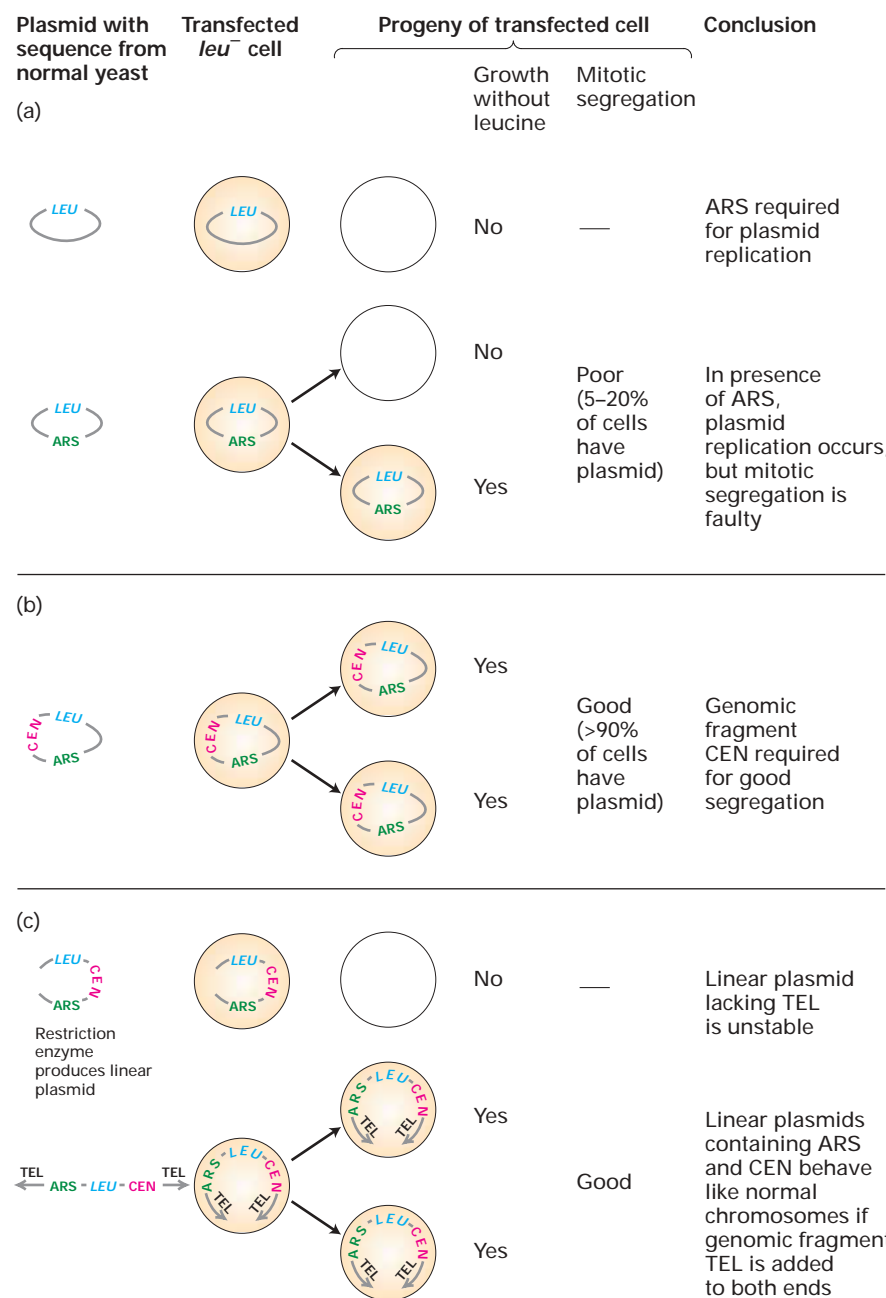 Plasmid with
sequence from
normal yeast
Transfected
leu– cell
Progeny of transfected cell
Growth
without
leucine
Mitotic
segregation
Conclusion
(a)
LEU
LEU
No
—
ARS required
for plasmid
replication
LEU
ARS
LEU
ARS
No
LEU
ARS
Yes
Poor
(5–20%
of cells
have
plasmid)
In presence
of ARS,
plasmid
replication occurs,
but mitotic
segregation is
faulty
(b)
CEN LEU
ARS
CEN LEU
ARS
CEN LEU
ARS
Yes
CEN LEU
ARS
Yes
Good
(>90%
of cells
have
plasmid)
Genomic
fragment
CEN required
for good
segregation
(c)
LEU
CEN
ARS
Restriction
enzyme
produces linear
plasmid
LEU
CEN
ARS
No
—
Linear plasmid
lacking TEL
is unstable
TEL ARS LEU CEN TEL
ARS LEU CEN
TEL TEL
ARS LEU CEN
TEL TEL
Yes
ARS LEU CEN
TEL TEL
Yes
Good
Linear plasmids
containing ARS
and CEN behave
like normal
chromosomes if
genomic fragment
TEL is added
to both ends